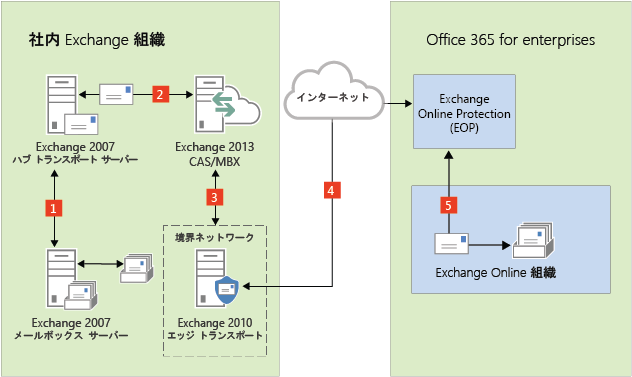 社内 Exchange 組織
Exchange 2007
ハブ トランスポート サーバー
2
Exchange 2013
CAS/MBX
1
3
Exchange 2007
メールボックス サーバー
境界ネットワーク
Exchange 2010
エッジ トランスポート
インターネット
4
Office 365 for enterprises
Exchange
Online Protection
(EOP)
5
Exchange Online 組織